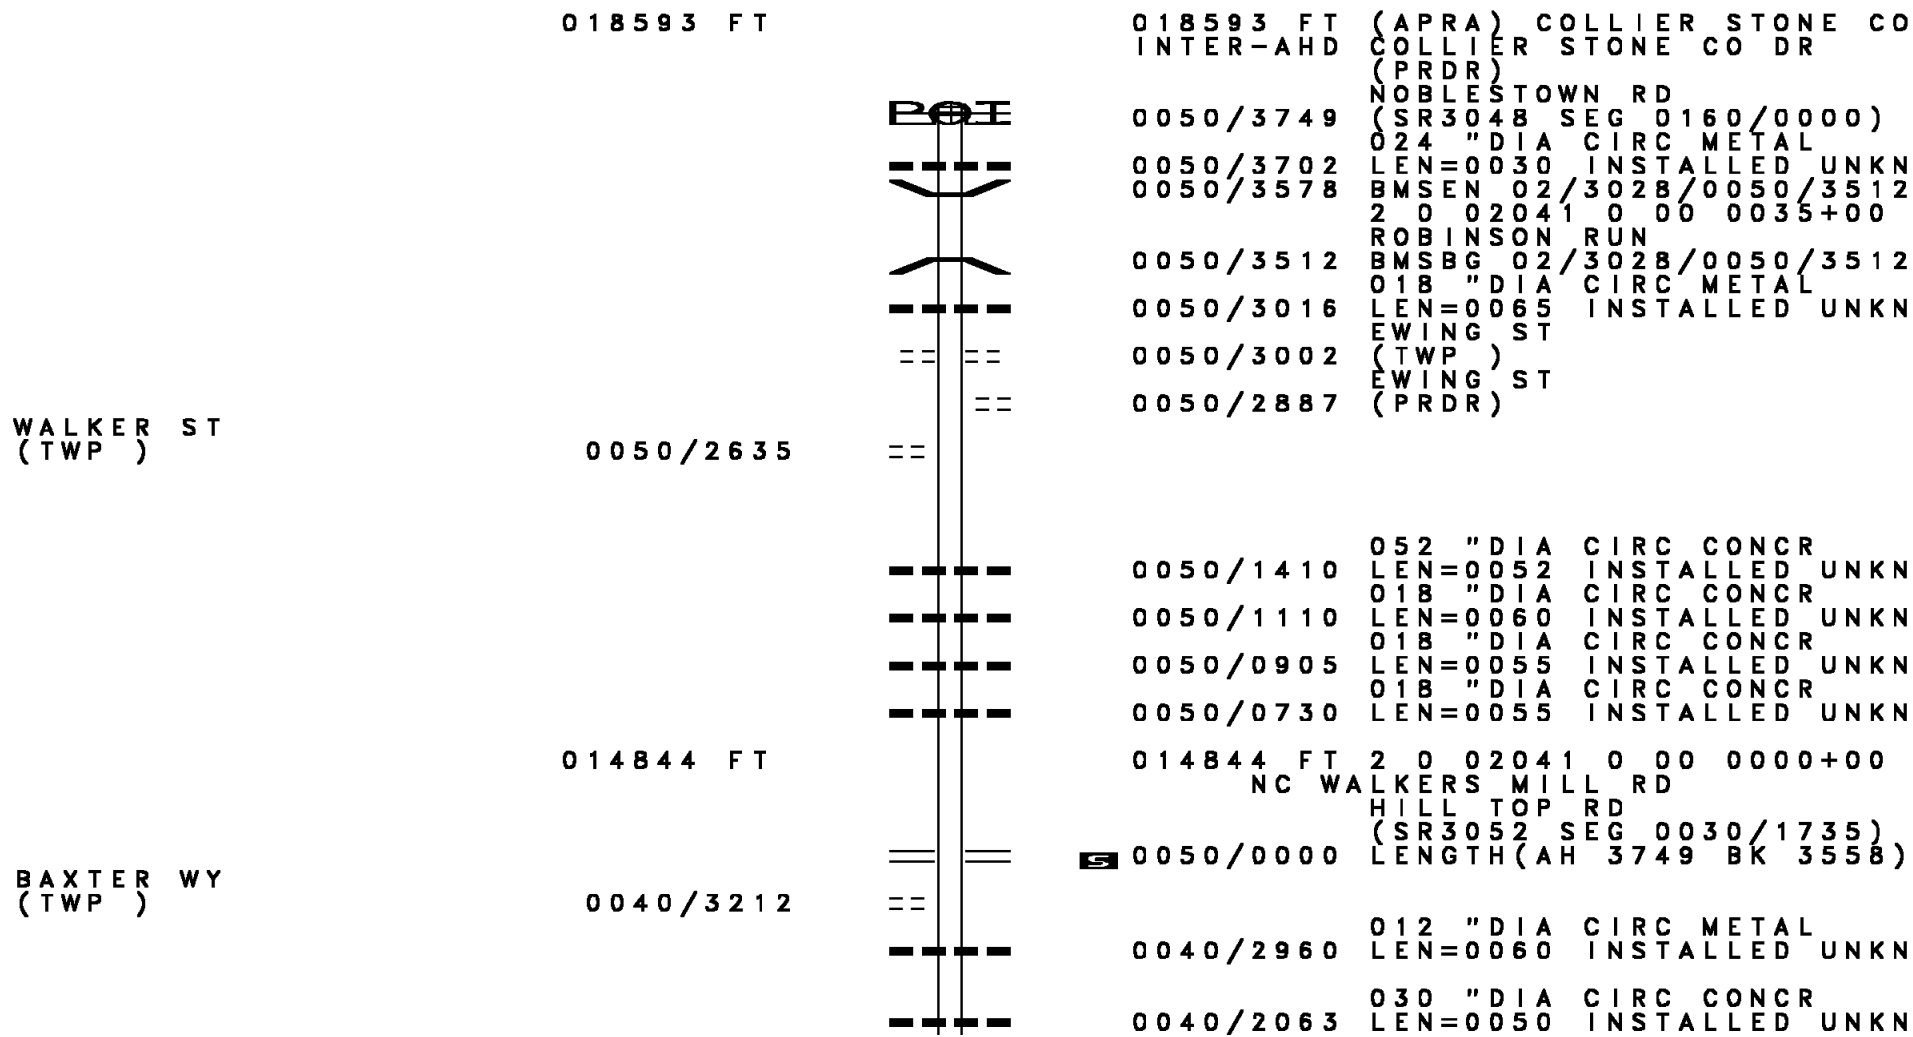 018593 FT 018593 FT (APRA) COLLIER STONE CO
INTER-AHD COLLIER STONE CO DR
(PRDR)
NOBLESTOWN RD
0050/3749 (SR3048 SEG 0160/0000)
024 "DIA CIRC METAL
0050/3702 LEN=0030 INSTALLED UNKN
0050/3578 BMSEN 02/3028/0050/3512
2 0 02041 0 00 0035+00
ROBINSON RUN
0050/3512 BMSBG 02/3028/0050/3512
018 "DIA CIRC METAL
0050/3016 LEN=0065 INSTALLED UNKN
EWING ST
0050/3002 (TWP )
EWING ST
0050/2887 (PRDR)
WALKER ST
(TWP ) 0050/2635
052 "DIA CIRC CONCR
0050/1410 LEN=0052 INSTALLED UNKN
018 "DIA CIRC CONCR
0050/1110 LEN=0060 INSTALLED UNKN
018 "DIA CIRC CONCR
0050/0905 LEN=0055 INSTALLED UNKN
018 "DIA CIRC CONCR
0050/0730 LEN=0055 INSTALLED UNKN
014844 FT 014844 FT 2 0 02041 0 00 0000+00
NC WALKERS MILL RD
HILL TOP RD
(SR3052 SEG 0030/1735)
S 0050/0000 LENGTH(AH 3749 BK 3558)
BAXTER WY
(TWP ) 0040/3212
012 "DIA CIRC METAL
0040/2960 LEN=0060 INSTALLED UNKN
030 "DIA CIRC CONCR
0040/2063 LEN=0050 INSTALLED UNKN